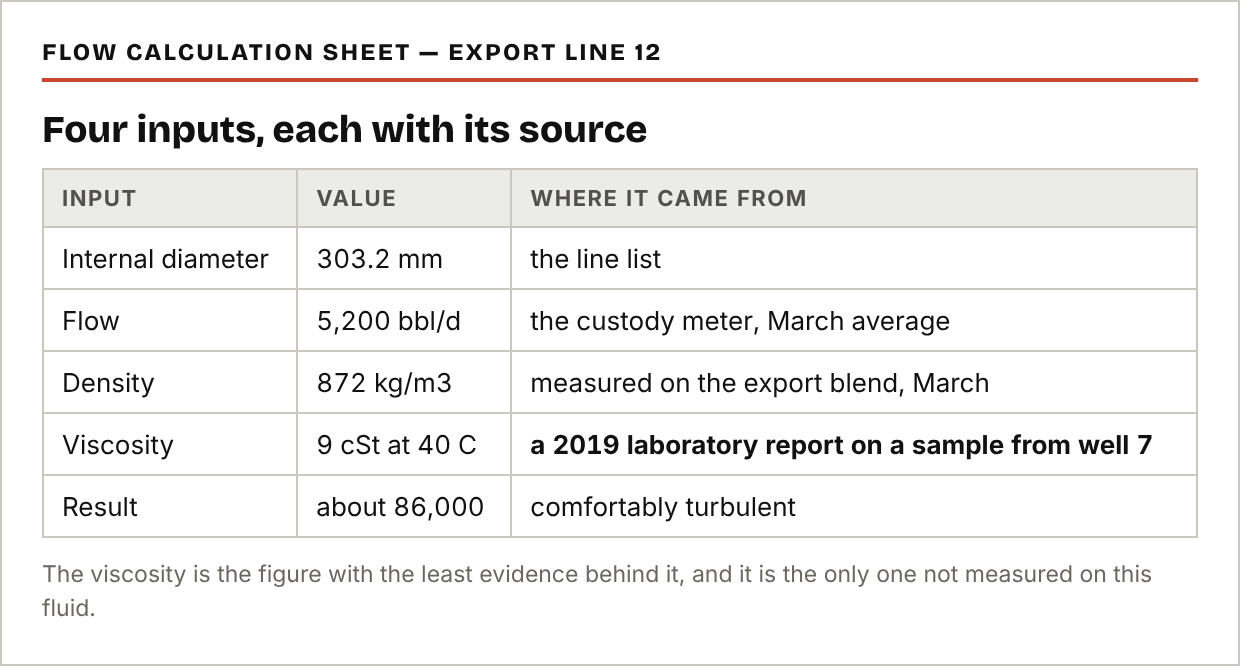 FLOW CALCULATION SHEET — EXPORT LINE 12
Four inputs, each with its source
INPUT VALUE WHERE IT CAME FROM
Internal diameter 303.2 mm the line list
Flow 5,200 bbl/d the custody meter, March average
Density 872 kg/m3 measured on the export blend, March
Viscosity 9 cSt at 40 C a 2019 laboratory report on a sample from well 7
Result about 86,000 comfortably turbulent
The viscosity is the figure with the least evidence behind it, and it is the only one not measured on this
fluid.